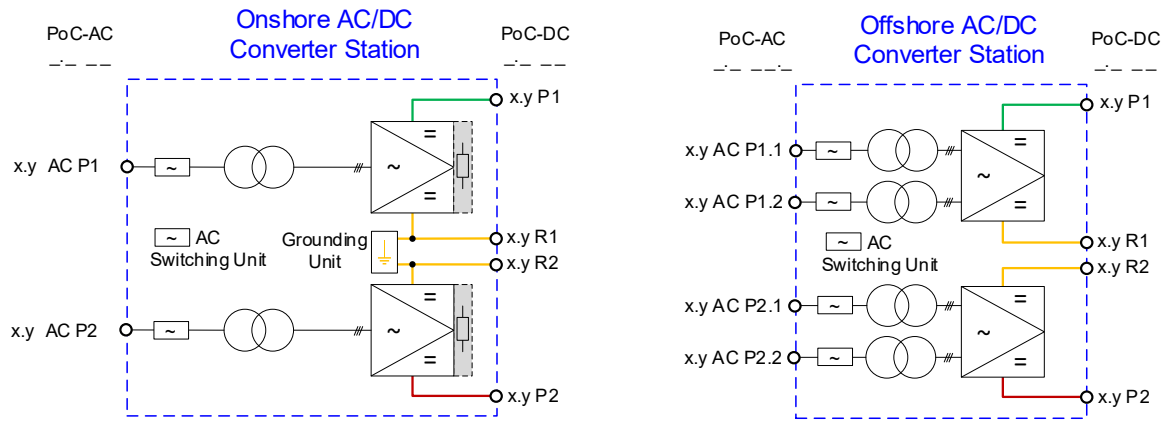 Onshore AC/DC
Converter Station
PoC-AC
_._ _ _
PoC-DC
_._ _ _
x.y P1
=
~
=
x.y AC P1
~
~ AC
Switching Unit
Grounding
Unit
x.y R1
x.y R2
=
~
=
x.y AC P2
~
x.y P2
Offshore AC/DC
Converter Station
PoC-AC
_._ _ _._
PoC-DC
_._ _ _
x.y P1
=
~
=
x.y AC P1.1
~
x.y AC P1.2
~
~ AC
Switching Unit
x.y R1
x.y R2
=
~
=
x.y AC P2.1
~
x.y AC P2.2
~
x.y P2